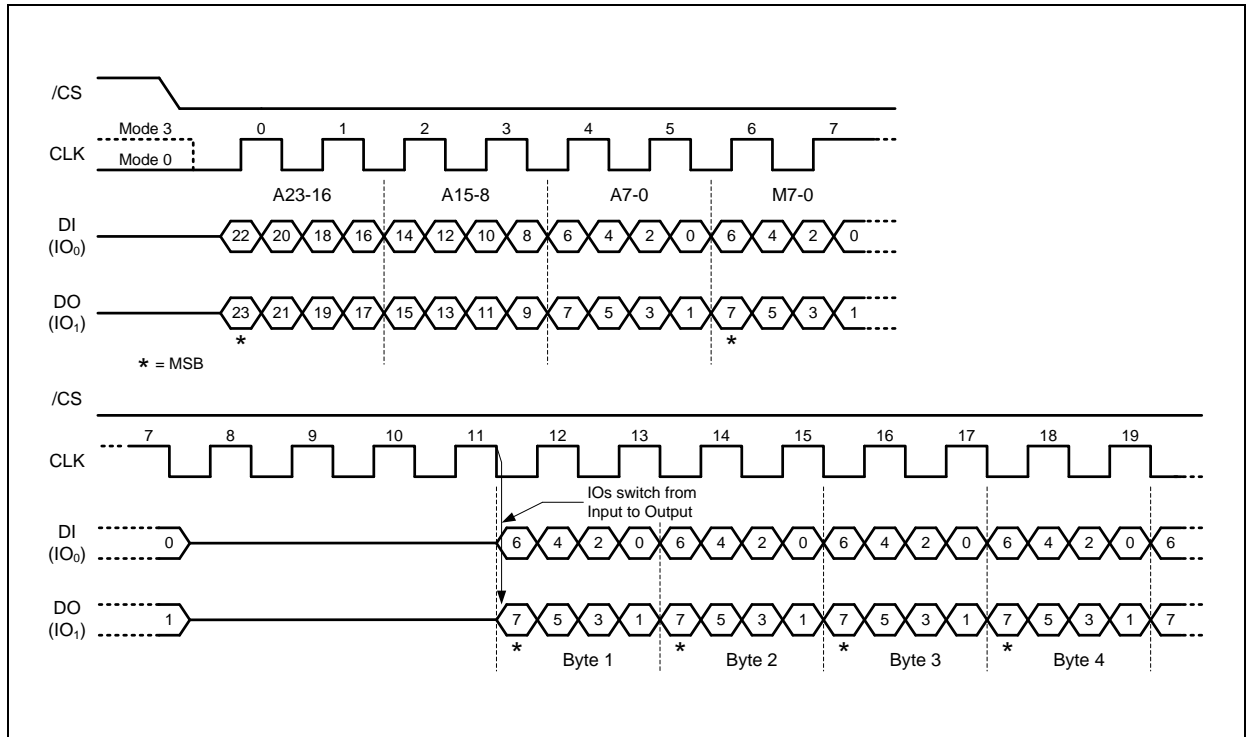 /CS
Mode 3 0 1 2 3 4 5 6 7
CLK
Mode 0
A23-16 A15-8 A7-0 M7-0
DI 22 20 18 16 14 12 10 8 6 4 2 0 6 4 2 0
(IO0)
DO 23 21 19 17 15 13 11 9 7 5 3 1 7 5 3 1
(IO1)
* *
* = MSB
/CS
7 8 9 10 11 12 13 14 15 16 17 18 19
CLK
IOs switch from
Input to Output
DI 0 6 4 2 0 6 4 2 0 6 4 2 0 6 4 2 0 6
(IO0)
DO 1 7 5 3 1 7 5 3 1 7 5 3 1 7 5 3 1 7
(IO1)
* * * *
Byte 1 Byte 2 Byte 3 Byte 4